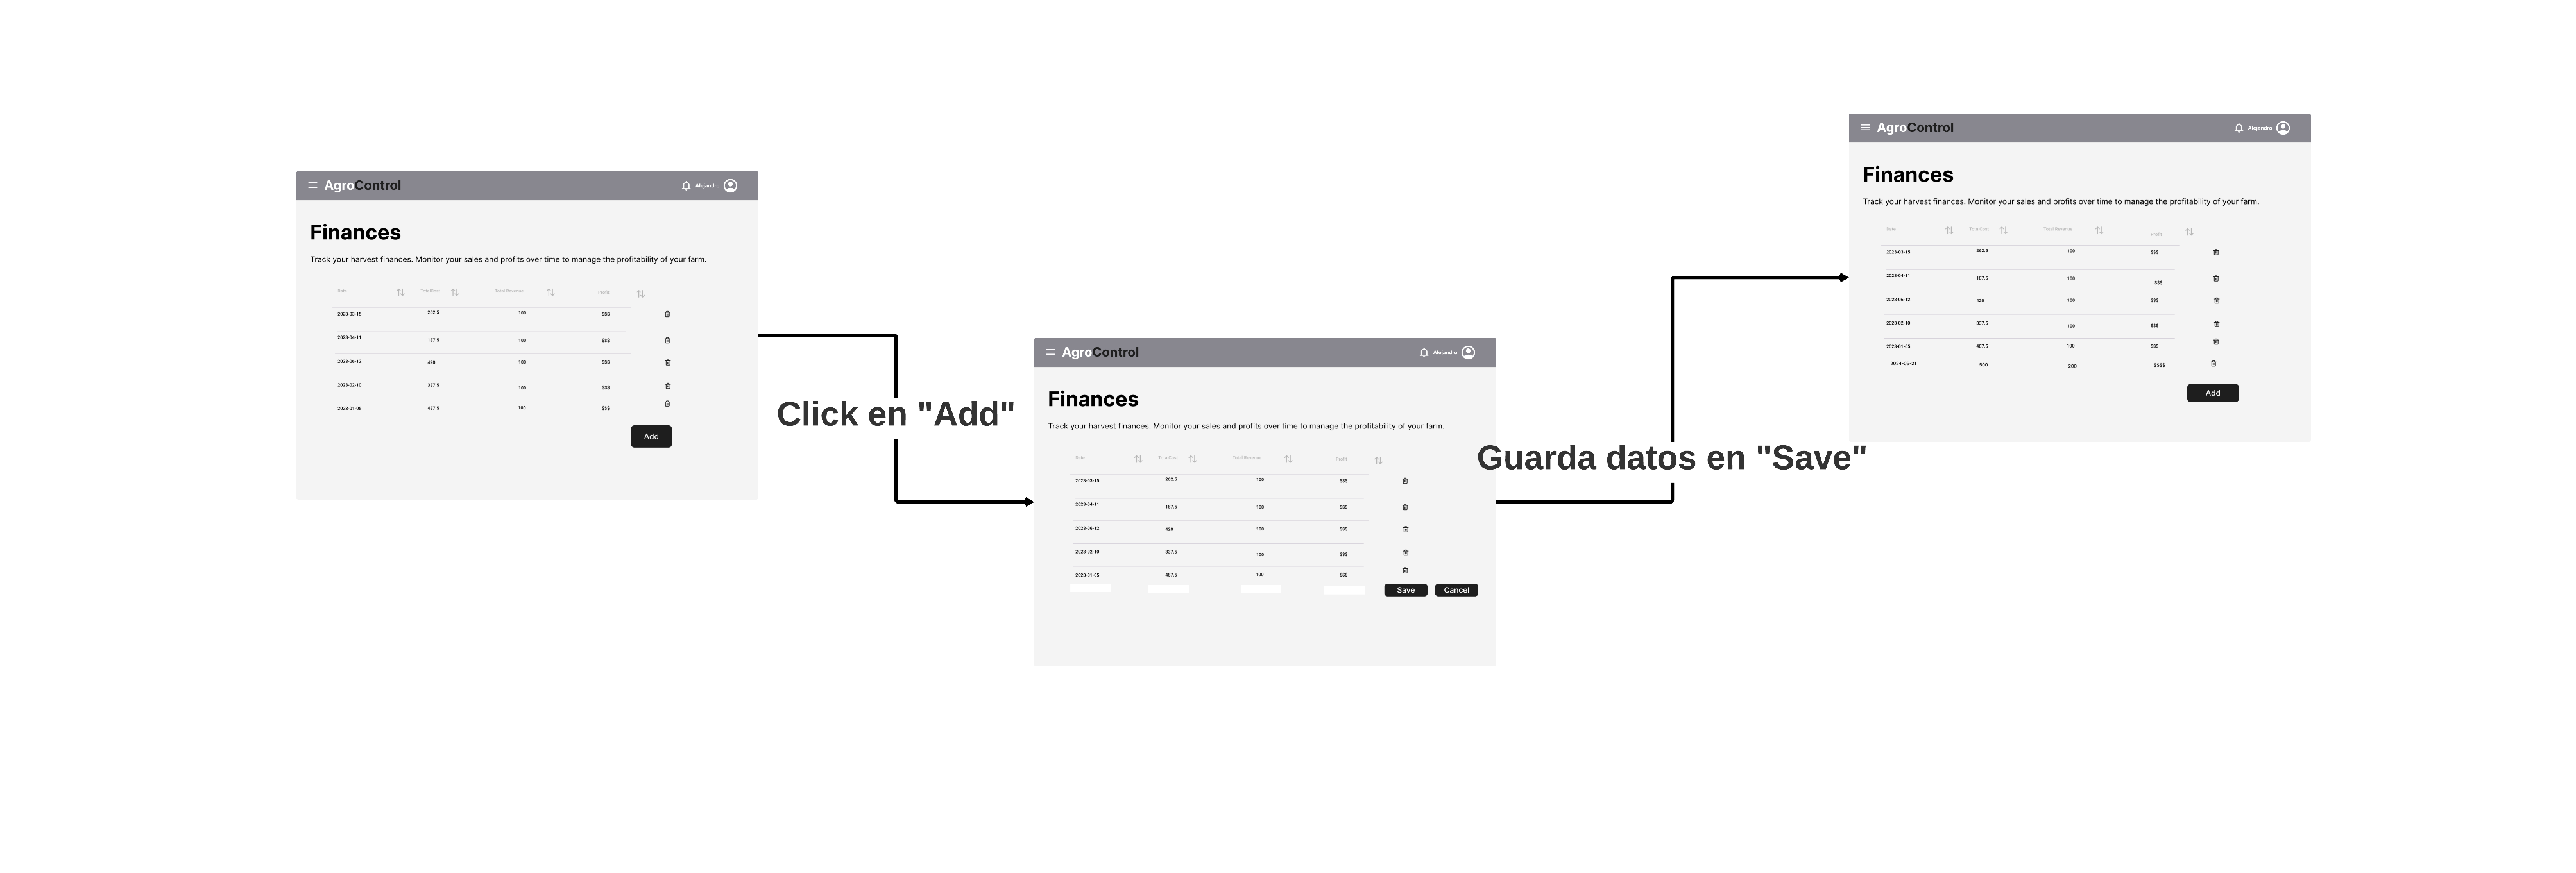 AgroControl Alejandro
Finances
Track your harvest finances. Monitor your sales and profits over time to manage the profitability of your farm.
Date TotalCost Total Revenue Profit
2023-03-15 262.5 100 $$$
2023-04-11 187.5 100 $$$
2023-06-12 420 100 $$$
2023-02-10 337.5 100 $$$
2023-01-05 487.5 100 $$$
Add
Click en "Add"
AgroControl Alejandro
Finances
Track your harvest finances. Monitor your sales and profits over time to manage the profitability of your farm.
Date TotalCost Total Revenue Profit
2023-03-15 262.5 100 $$$
2023-04-11 187.5 100 $$$
2023-06-12 420 100 $$$
2023-02-10 337.5 100 $$$
2023-01-05 487.5 100 $$$
Save Cancel
Guarda datos en "Save"
AgroControl Alejandro
Finances
Track your harvest finances. Monitor your sales and profits over time to manage the profitability of your farm.
Date TotalCost Total Revenue Profit
2023-03-15 262.5 100 $$$
2023-04-11 187.5 100 $$$
2023-06-12 420 100 $$$
2023-02-10 337.5 100 $$$
2023-01-05 487.5 100 $$$
2024-09-21 500 200 $$$$
Add